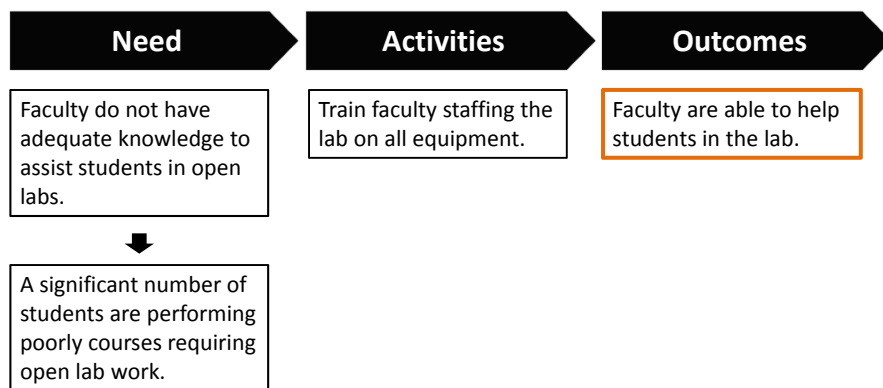 Need
Activities
Outcomes
Faculty do not have
adequate knowledge to
assist students in open
labs.
Train faculty staffing the
lab on all equipment.
Faculty are able to help
students in the lab.
A significant number of
students are performing
poorly courses requiring
open lab work.